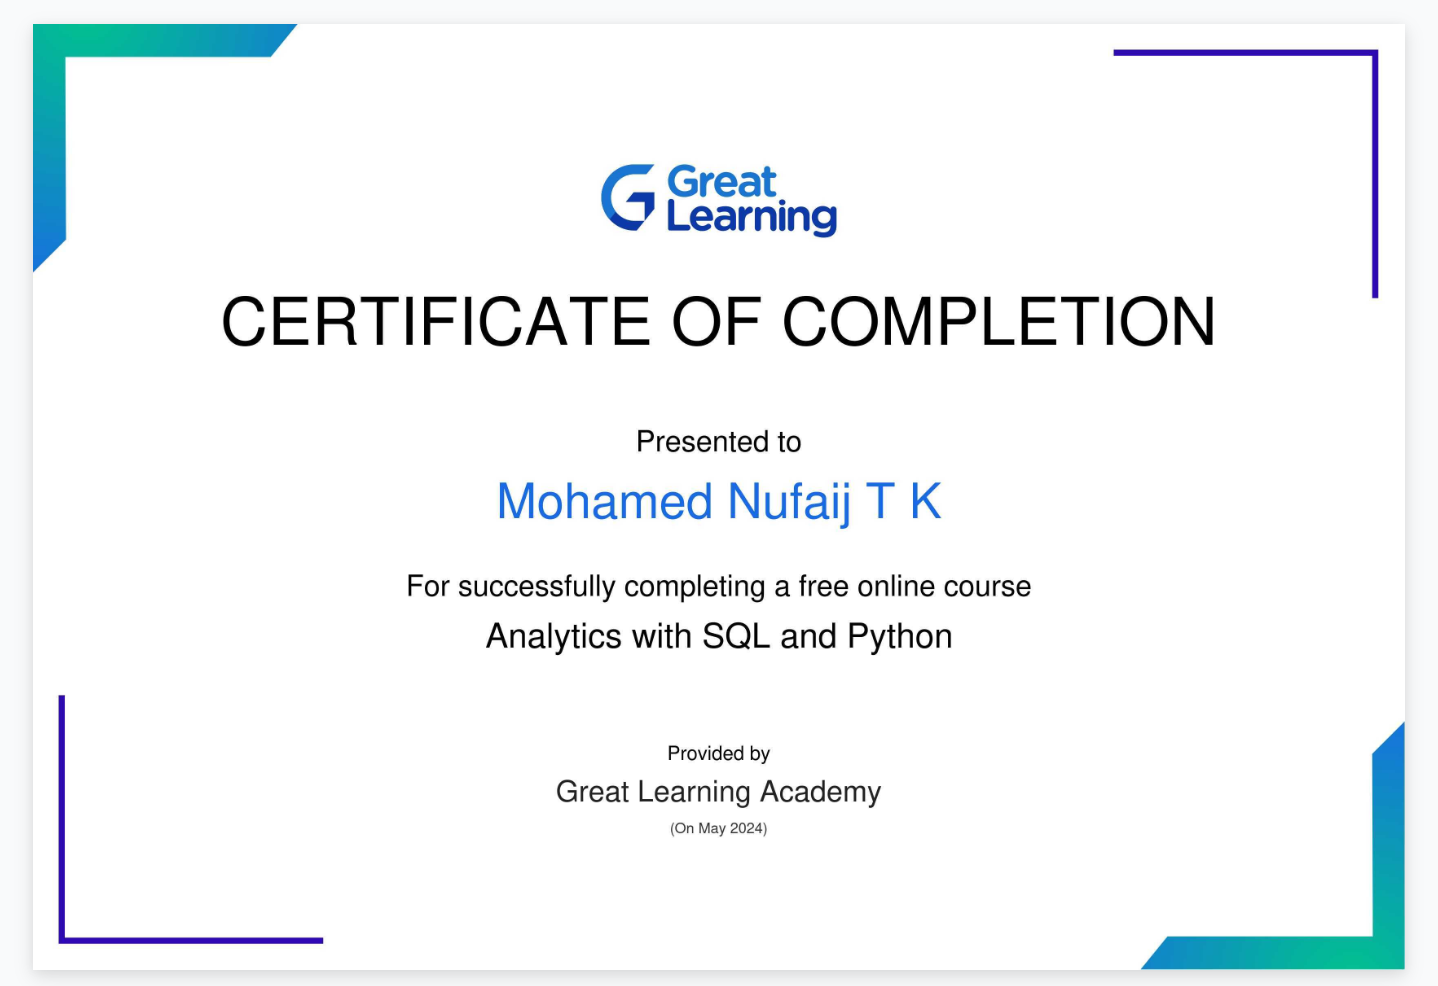 Great
Learning
CERTIFICATE OF COMPLETION
Presented to
Mohamed Nufaij T K
For successfully completing a free online course
Analytics with SQL and Python
Provided by
Great Learning Academy
(On May 2024)